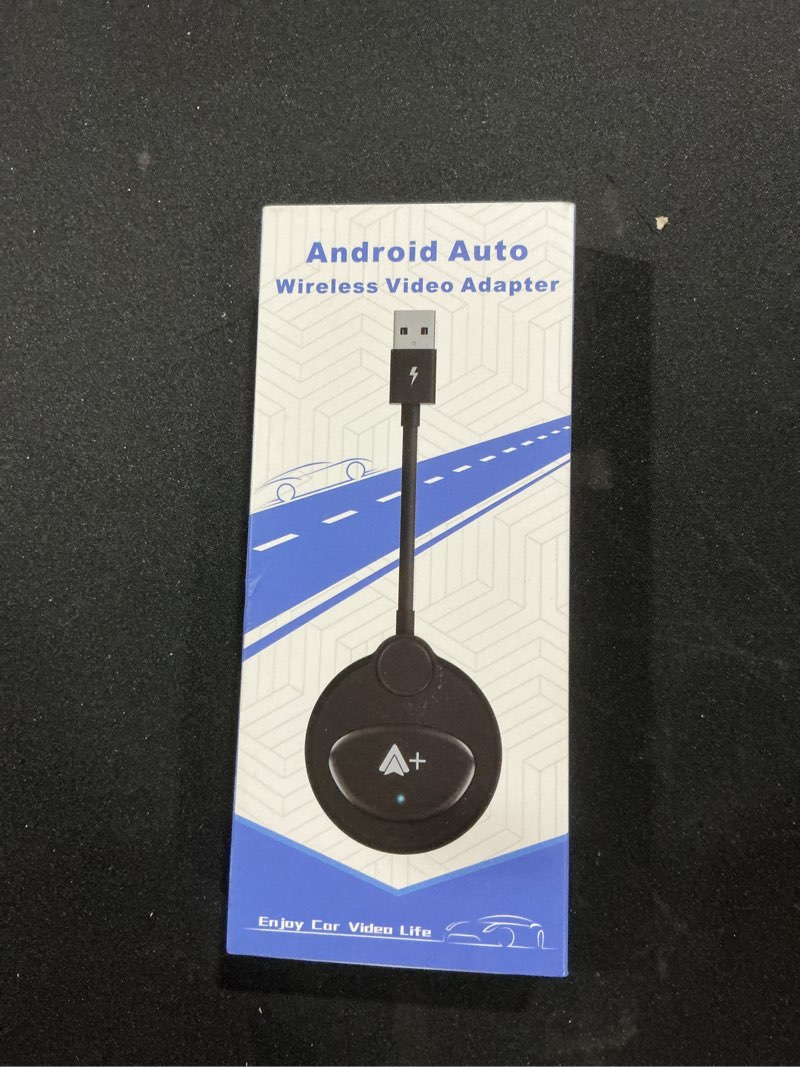 Android Auto
Wireless Video Adapter
A+
Enjoy Car Video Life